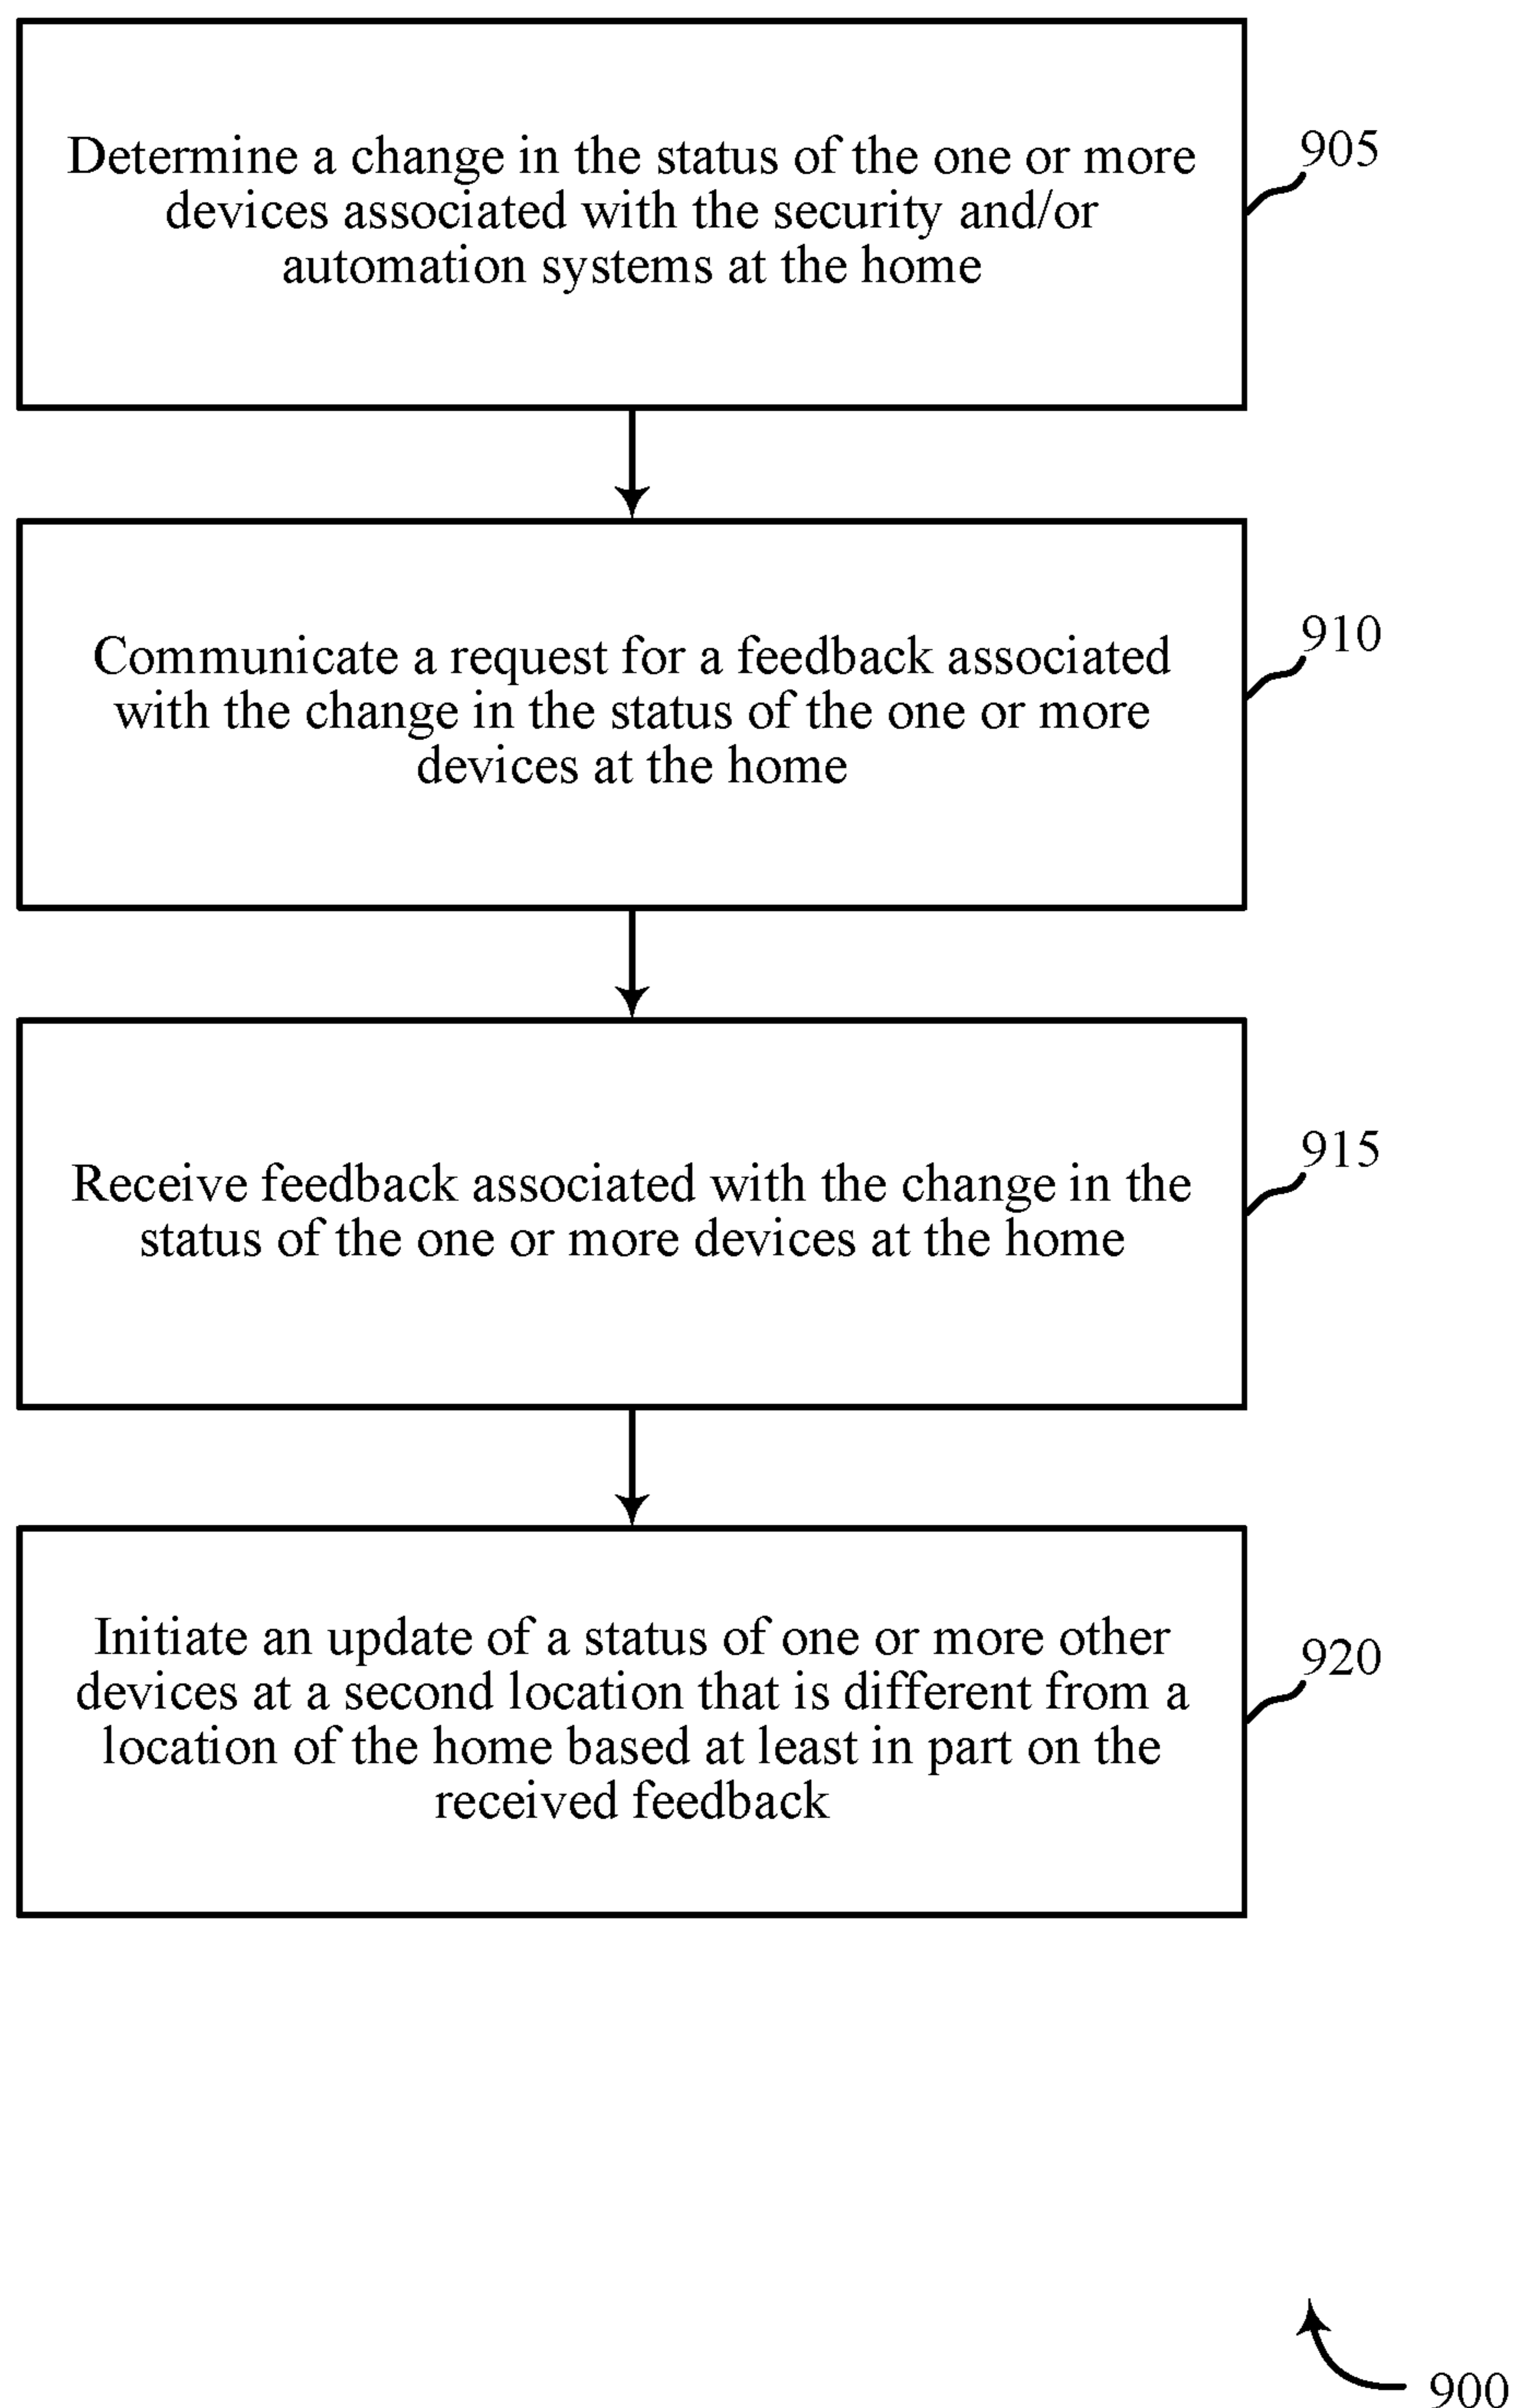 Determine a change in the status of the one or more
devices associated with the security and/or
automation systems at the home
905
Communicate a request for a feedback associated
with the change in the status of the one or more
devices at the home
910
Receive feedback associated with the change in the
status of the one or more devices at the home
915
Initiate an update of a status of one or more other
devices at a second location that is different from a
location of the home based at least in part on the
received feedback
920
900